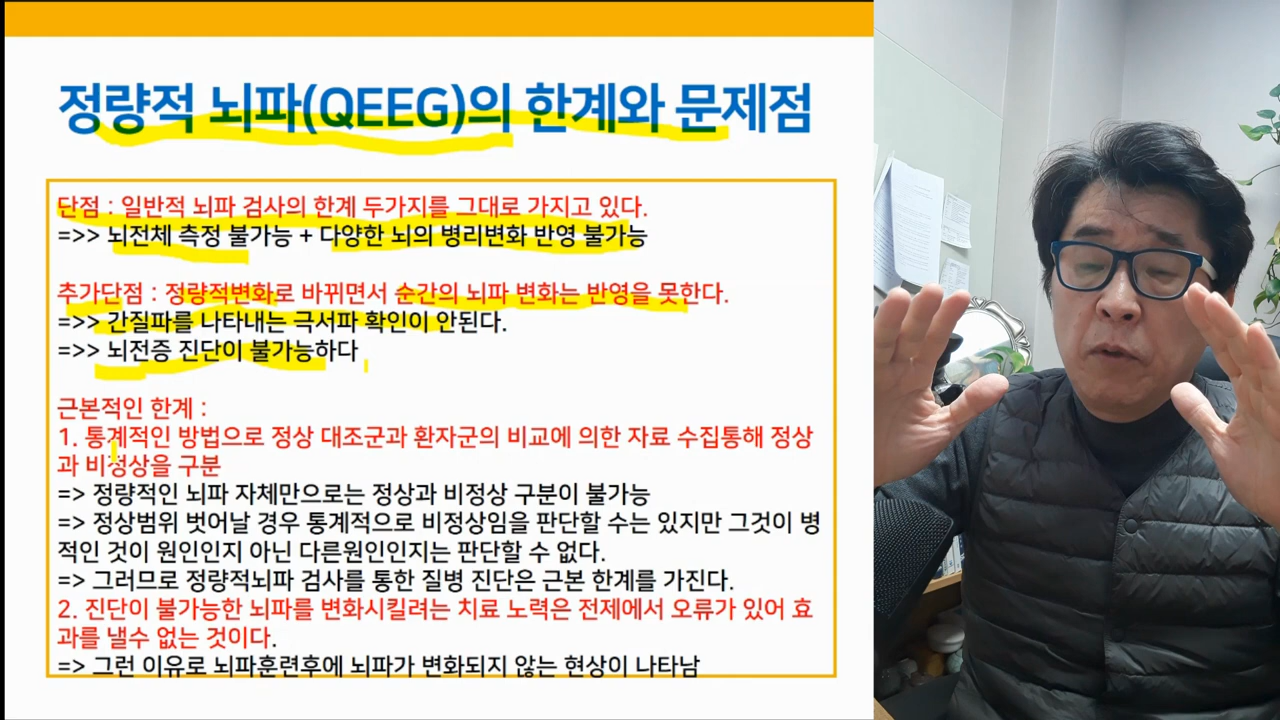 정량적 뇌파(QEEG)의 한계와 문제점
단점 : 일반적 뇌파 검사의 한계 두가지를 그대로 가지고 있다.
=>> 뇌전체 측정 불가능 + 다양한 뇌의 병리변화 반영 불가능
추가단점 : 정량적변화로 바뀌면서 순간의 뇌파 변화는 반영을 못한다.
=>> 간질파를 나타내는 극서파 확인이 안된다.
=>> 뇌전증 진단이 불가능하다
근본적인 한계 :
1. 통계적인 방법으로 정상 대조군과 환자군의 비교에 의한 자료 수집통해 정상
과 비정상을 구분
=> 정량적인 뇌파 자체만으로는 정상과 비정상 구분이 불가능
=> 정상범위 벗어날 경우 통계적으로 비정상임을 판단할 수는 있지만 그것이 병
적인 것이 원인인지 아닌 다른원인인지는 판단할 수 없다.
=> 그러므로 정량적뇌파 검사를 통한 질병 진단은 근본 한계를 가진다.
2. 진단이 불가능한 뇌파를 변화시킬려는 치료 노력은 전제에서 오류가 있어 효
과를 낼수 없는 것이다.
=> 그런 이유로 뇌파훈련후에 뇌파가 변화되지 않는 현상이 나타남